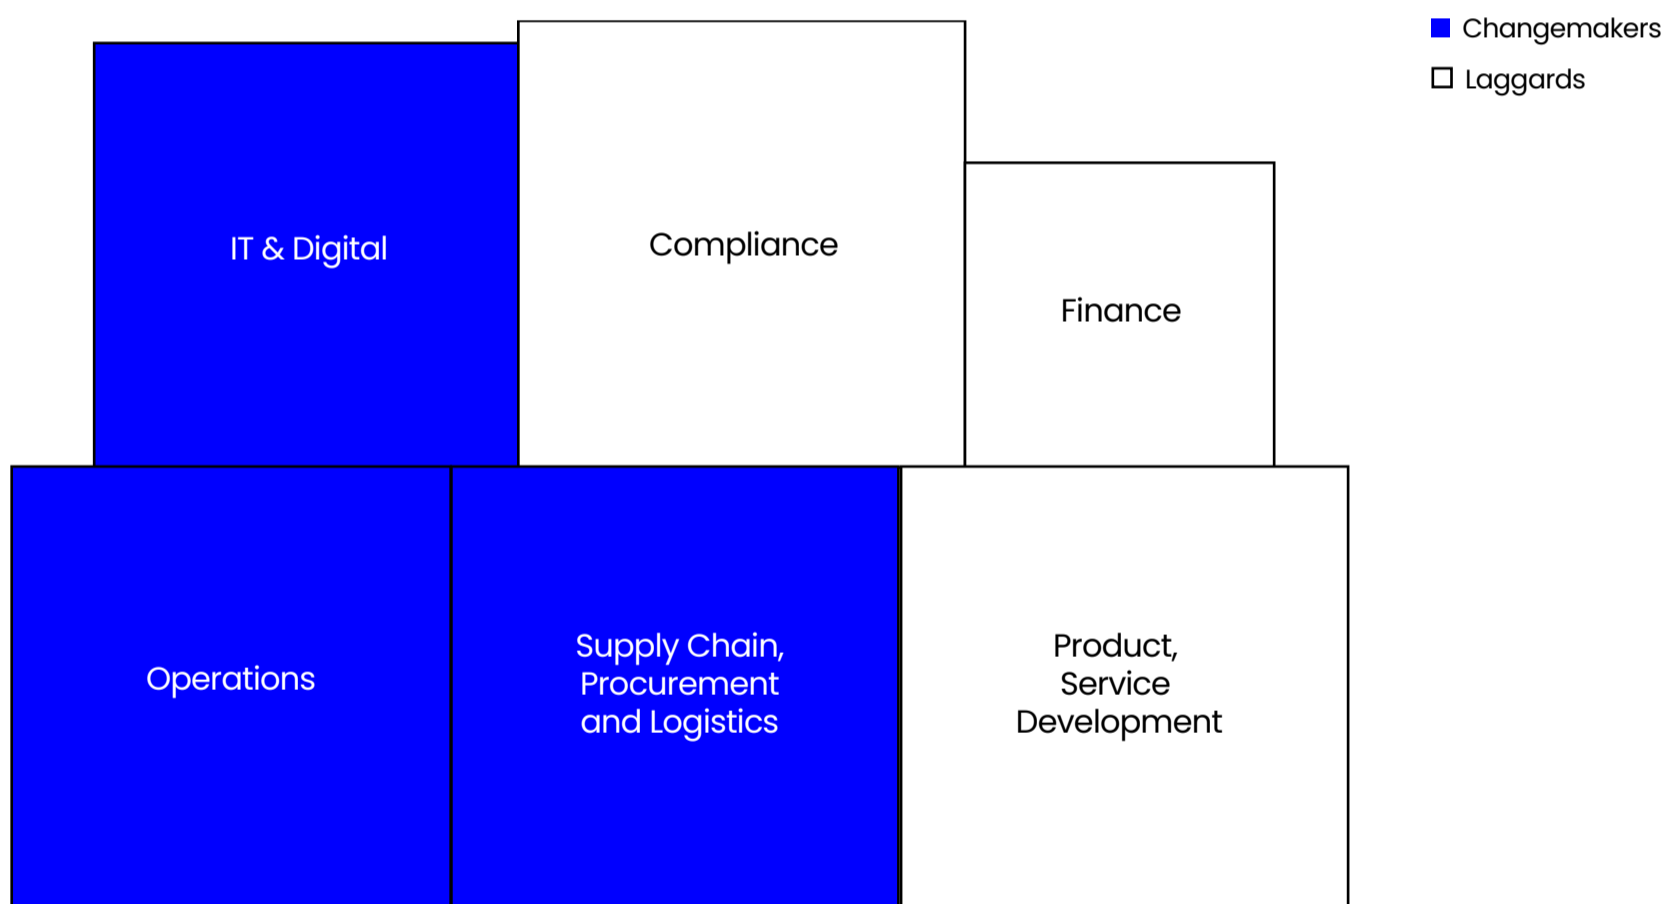 Changemakers
Laggards
IT & Digital
Compliance
Finance
Operations
Supply Chain,
Procurement
and Logistics
Product,
Service
Development